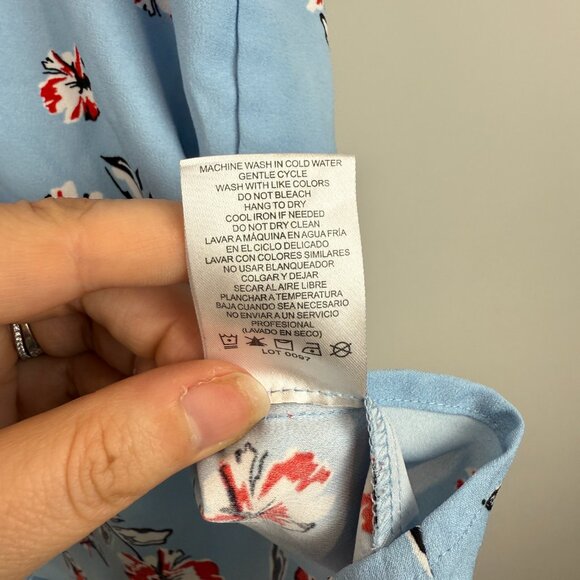 MACHINE WASH IN COLD WATER
GENTLE CYCLE
WASH WITH LIKE COLORS
DO NOT BLEACH
HANG TO DRY
COOL IRON IF NEEDED
DO NOT DRY CLEAN
LAVAR A MÁQUINA EN AGUA FRÍA
EN EL CICLO DELICADO
LAVAR CON COLORES SIMILARES
NO USAR BLANQUEADOR
COLGAR Y DEJAR
SECAR AL AIRE LIBRE
PLANCHAR A TEMPERATURA
BAJA CUANDO SEA NECESARIO
NO ENVIAR A UN SERVICIO
PROFESIONAL
(LAVADO EN SECO)
LOT 0097